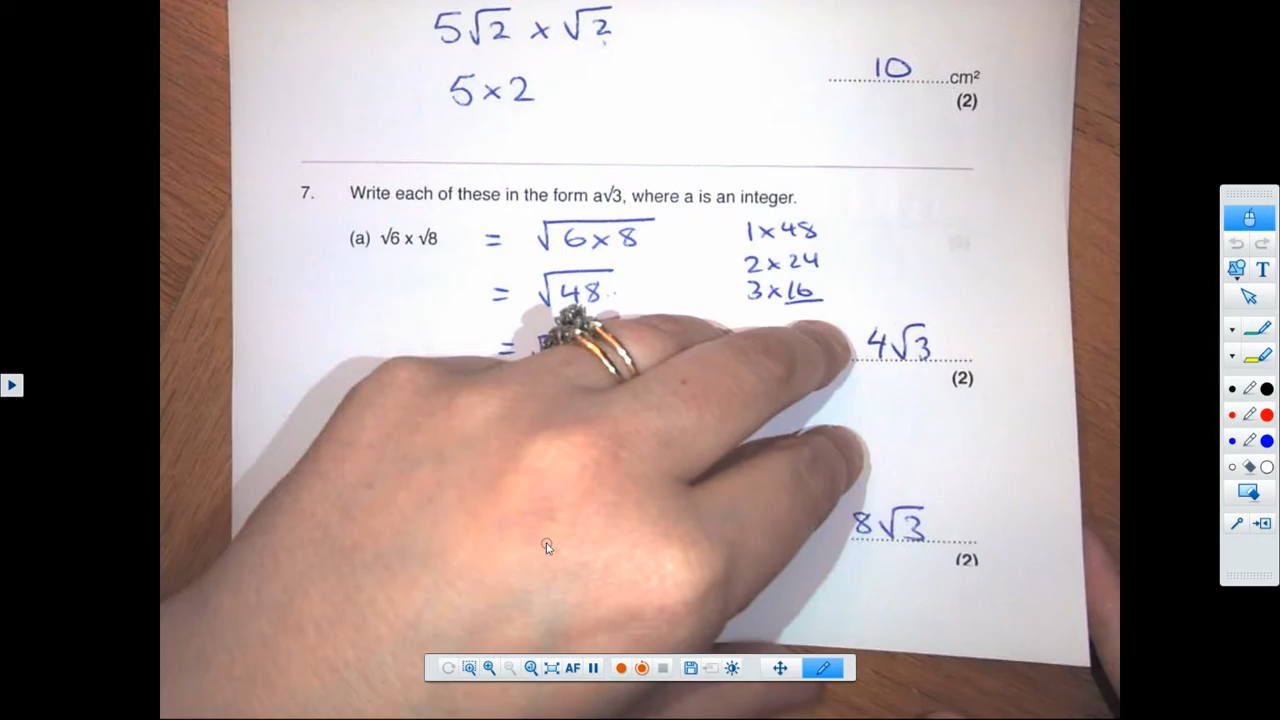 5√2 × √2
5 × 2
10 cm²
(2)
7. Write each of these in the form a√3, where a is an integer.
(a) √6 x √8 = √6×8
= √48
=
1 × 48
2 × 24
3 × 16
4√3
(2)
8√3
(2)
AF
T